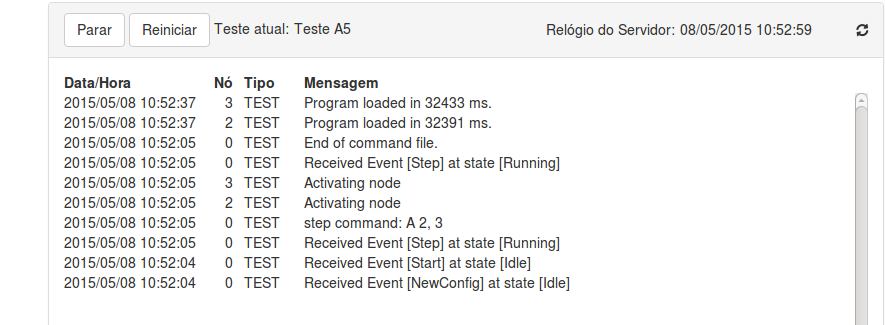 Parar Reiniciar Teste atual: Teste A5 Relógio do Servidor: 08/05/2015 10:52:59
Data/Hora Nó Tipo Mensagem
2015/05/08 10:52:37 3 TEST Program loaded in 32433 ms.
2015/05/08 10:52:37 2 TEST Program loaded in 32391 ms.
2015/05/08 10:52:05 0 TEST End of command file.
2015/05/08 10:52:05 0 TEST Received Event [Step] at state [Running]
2015/05/08 10:52:05 3 TEST Activating node
2015/05/08 10:52:05 2 TEST Activating node
2015/05/08 10:52:05 0 TEST step command: A 2, 3
2015/05/08 10:52:05 0 TEST Received Event [Step] at state [Running]
2015/05/08 10:52:04 0 TEST Received Event [Start] at state [Idle]
2015/05/08 10:52:04 0 TEST Received Event [NewConfig] at state [Idle]